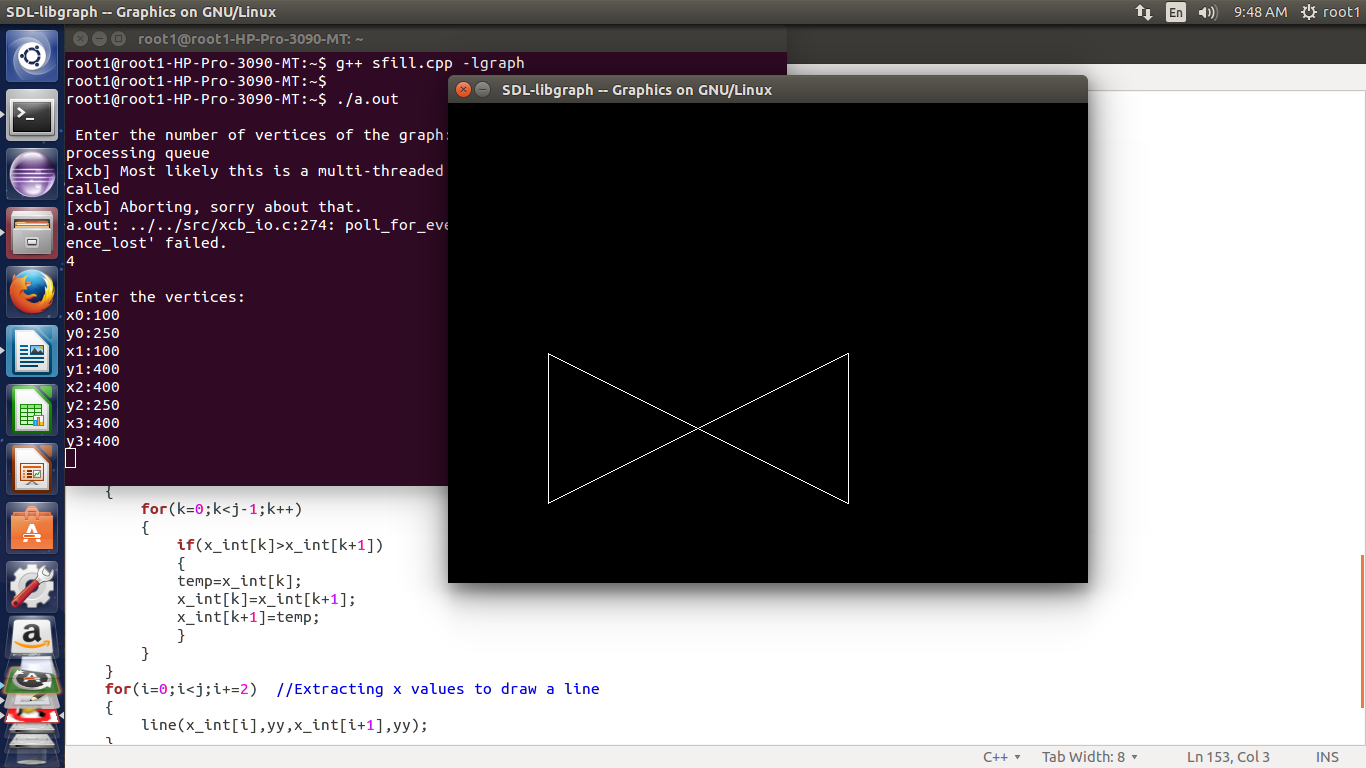 SDL-libgraph -- Graphics on GNU/Linux
En
9:48 AM
root1
root1@root1-HP-Pro-3090-MT: ~
root1@root1-HP-Pro-3090-MT:~$ g++ sfill.cpp -lgraph
root1@root1-HP-Pro-3090-MT:~$
root1@root1-HP-Pro-3090-MT:~$ ./a.out
Enter the number of vertices of the graph:
processing queue
[xcb] Most likely this is a multi-threaded
called
[xcb] Aborting, sorry about that.
a.out: ../../src/xcb_io.c:274: poll_for_eve
ence_lost' failed.
4
Enter the vertices:
x0:100
y0:250
x1:100
y1:400
x2:400
y2:250
x3:400
y3:400
SDL-libgraph -- Graphics on GNU/Linux
{
for(k=0;k<j-1;k++)
{
if(x_int[k]>x_int[k+1])
{
temp=x_int[k];
x_int[k]=x_int[k+1];
x_int[k+1]=temp;
}
}
}
for(i=0;i<j;i+=2) //Extracting x values to draw a line
{
line(x_int[i],yy,x_int[i+1],yy);
}
C++
Tab Width: 8
Ln 153, Col 3
INS